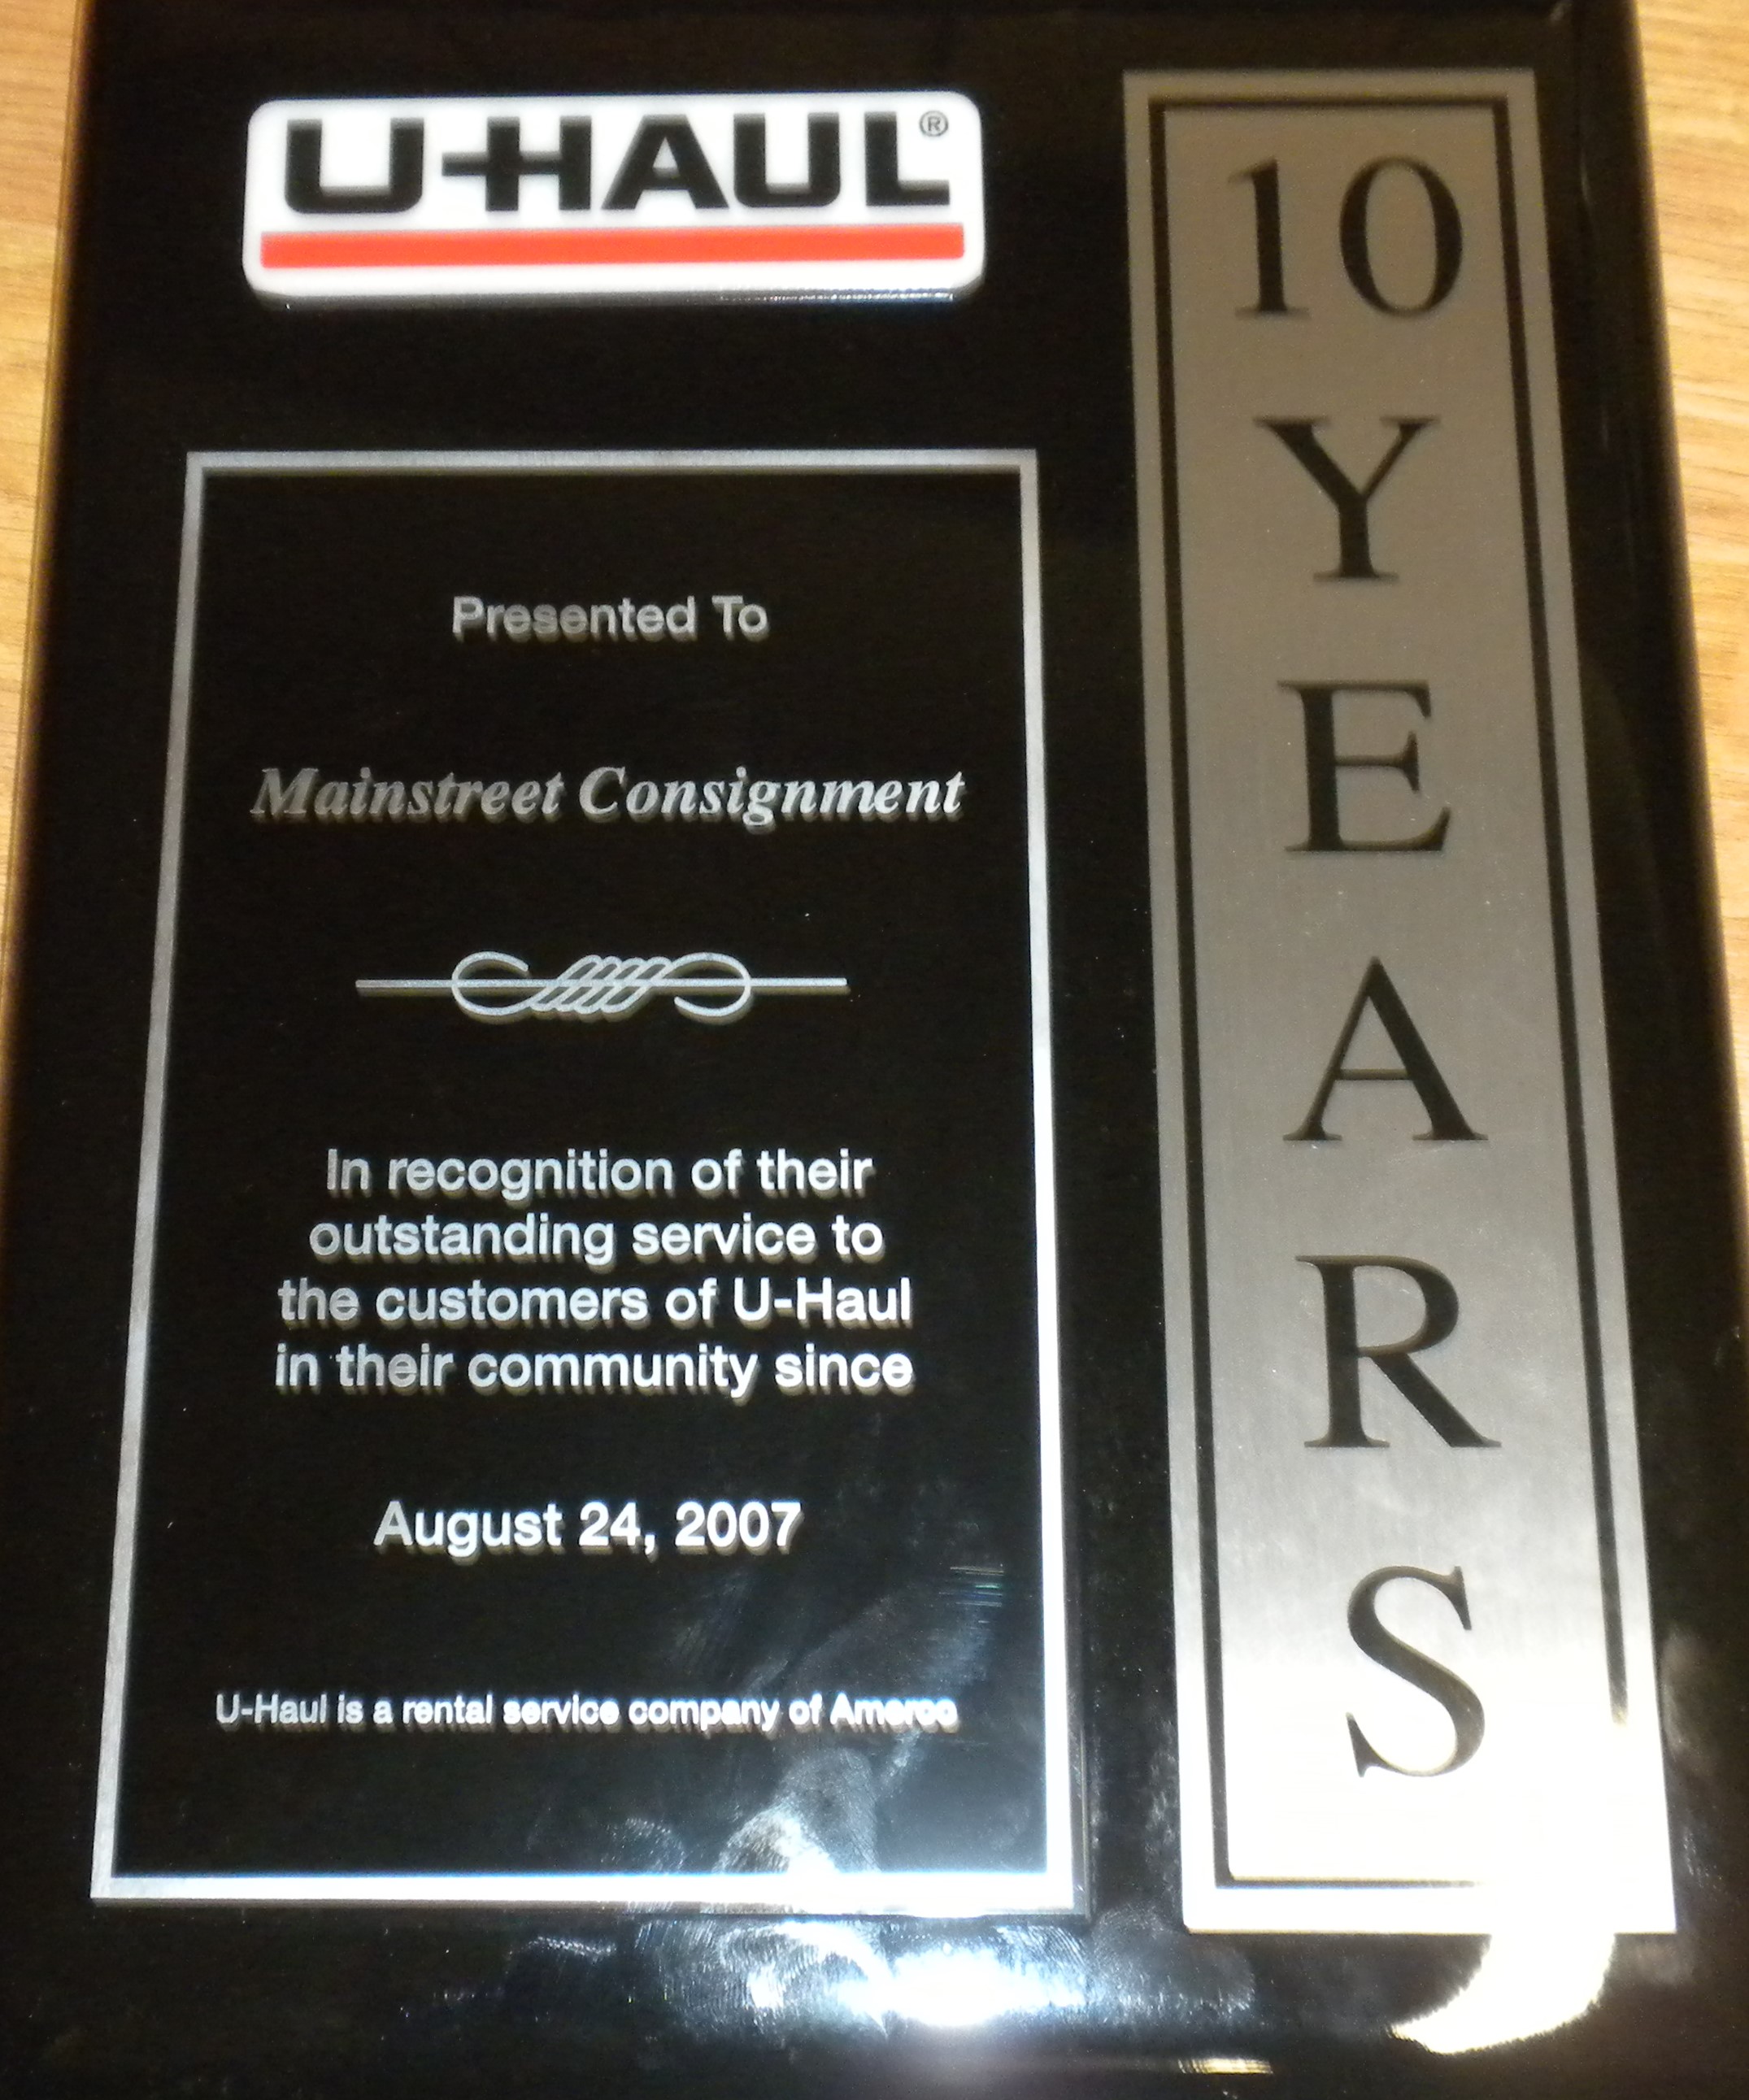 U-HAUL®
10
Y
E
A
R
S
Presented To
Mainstreet Consignment
In recognition of their
outstanding service to
the customers of U-Haul
in their community since
August 24, 2007
U-Haul is a rental service company of Amerco